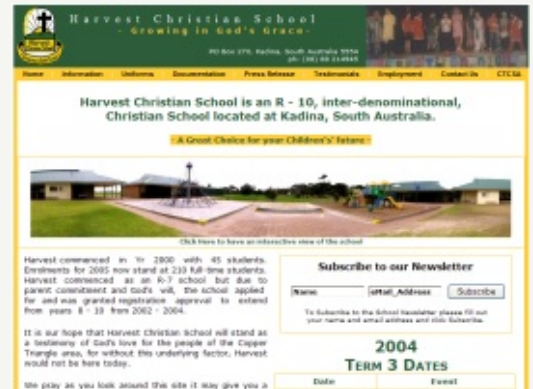 Harvest Christian School
- Growing in God's Grace-
PO Box 270, Kadina, South Australia 5554
Home Information Uniforms Documentation Press Release Testimonials Employment Contact Us CTCSA
Harvest Christian School is an R - 10, inter-denominational,
Christian School located at Kadina, South Australia.
- A Great Choice for your Children's' future -
Click Here to have an interactive view of the school
Harvest commenced in Yr 2000 with 45 students.
Enrolments for 2005 now stand at 210 full-time students.
Harvest commenced as an R-7 school but due to
parent commitment and God's will, the school applied
for and was granted registration approval to extend
from years 8 - 10 from 2002 - 2004.
It is our hope that Harvest Christian School will stand as
a testimony of God's love for the people of the Copper
Triangle area, for without this underlying factor, Harvest
would not be here today.
We pray as you look around this site it may give you a
Subscribe to our Newsletter
Name eMail_Address Subscribe
To Subscribe to the School Newsletter please fill out
your name and email address and click Subscribe.
2004
TERM 3 DATES
Date Event